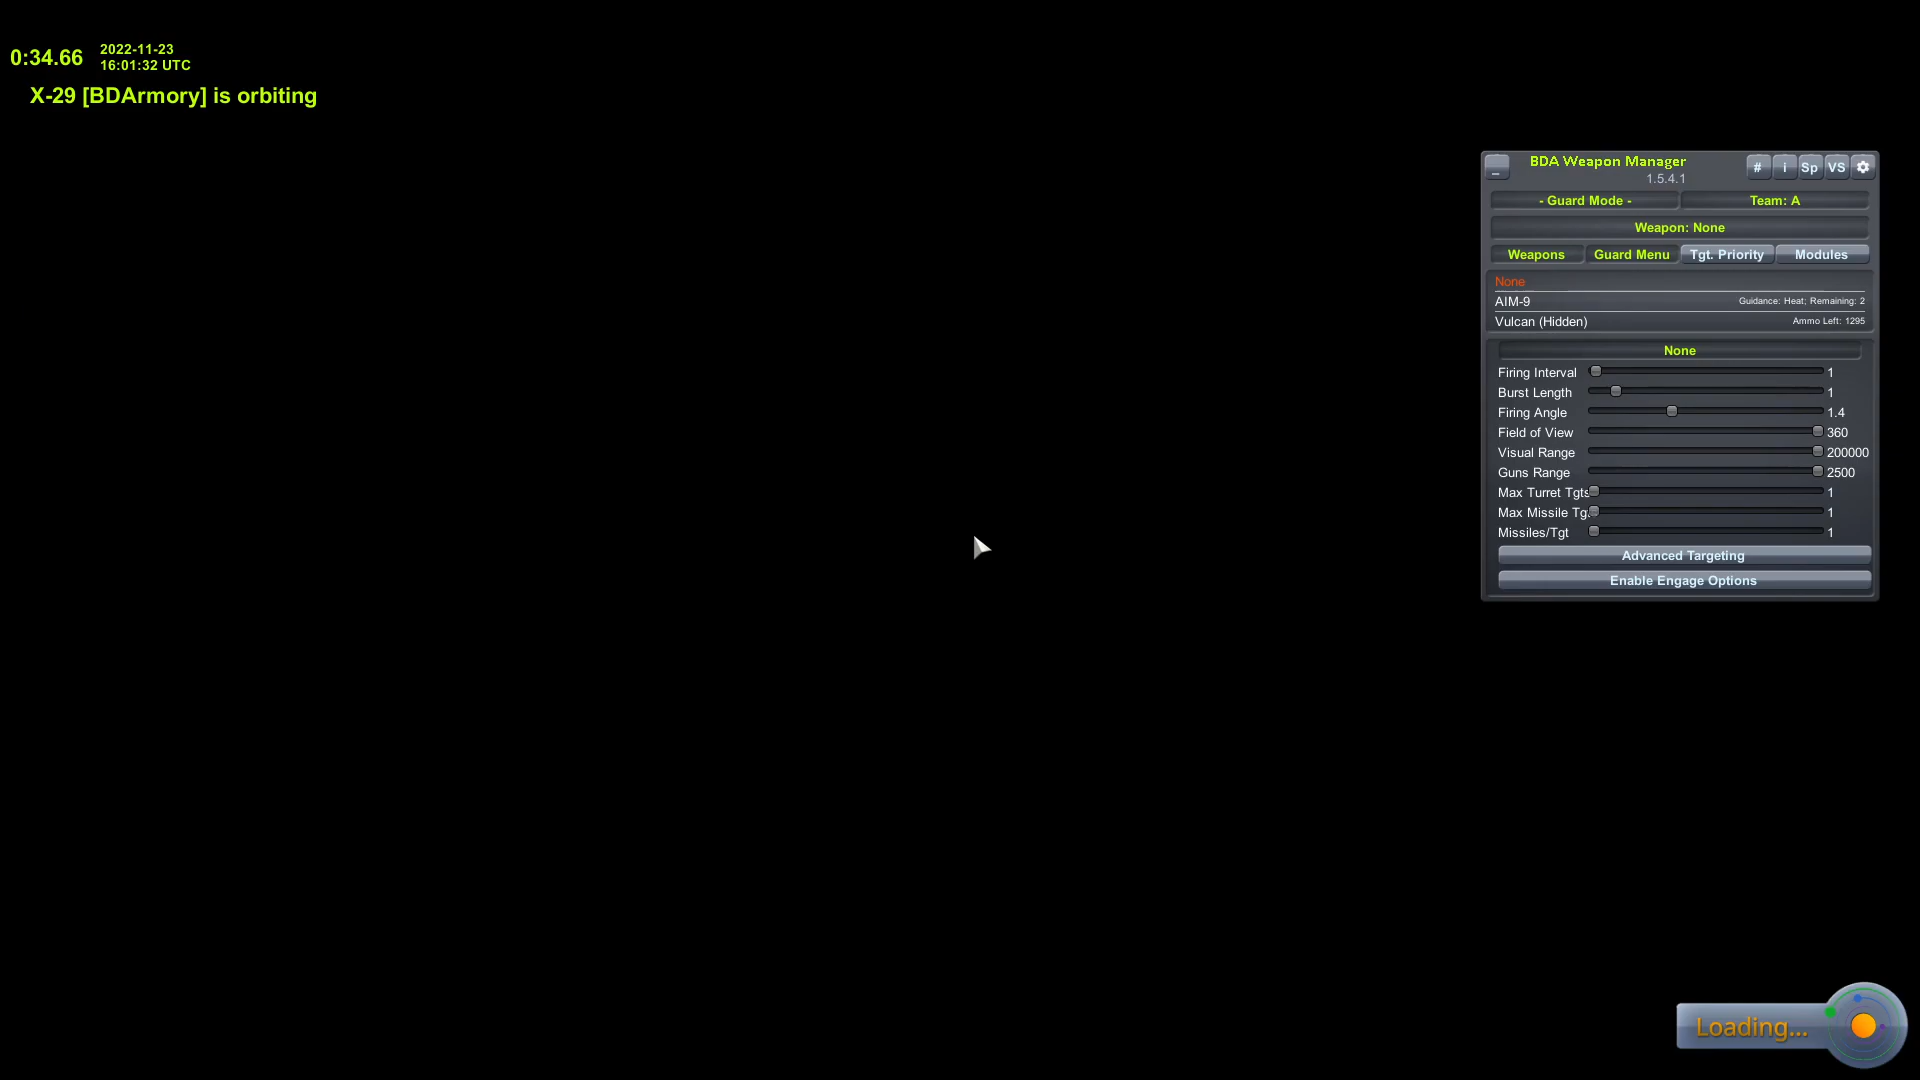 0:34.66
2022-11-23
16:01:32 UTC
X-29 [BDArmory] is orbiting
_
BDA Weapon Manager
1.5.4.1
# i Sp VS
- Guard Mode - Team: A
Weapon: None
Weapons Guard Menu Tgt. Priority Modules
None
AIM-9 Guidance: Heat; Remaining: 2
Vulcan (Hidden) Ammo Left: 1295
None
Firing Interval 1
Burst Length 1
Firing Angle 1.4
Field of View 360
Visual Range 200000
Guns Range 2500
Max Turret Tgts 1
Max Missile Tg 1
Missiles/Tgt 1
Advanced Targeting
Enable Engage Options
Loading...